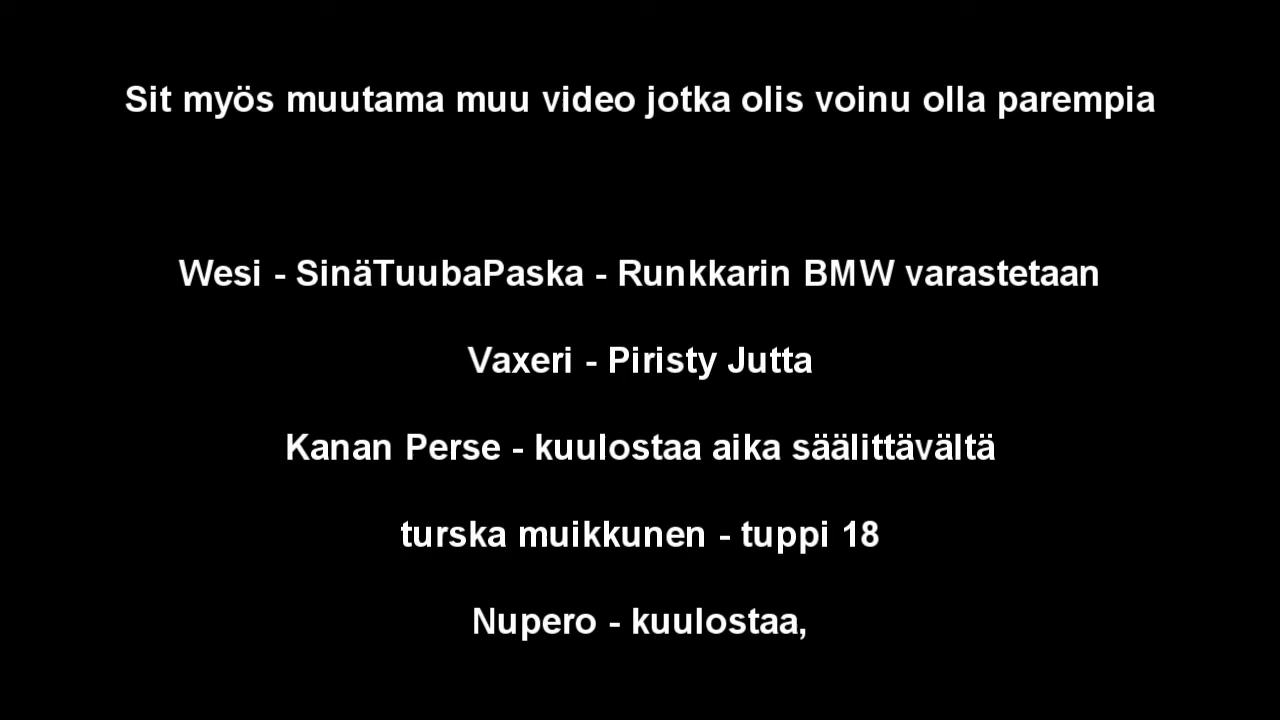 Sit myös muutama muu video jotka olis voinu olla parempia
Wesi - SinäTuubaPaska - Runkkarin BMW varastetaan
Vaxeri - Piristy Jutta
Kanan Perse - kuulostaa aika säälittävältä
turska muikkunen - tuppi 18
Nupero - kuulostaa,